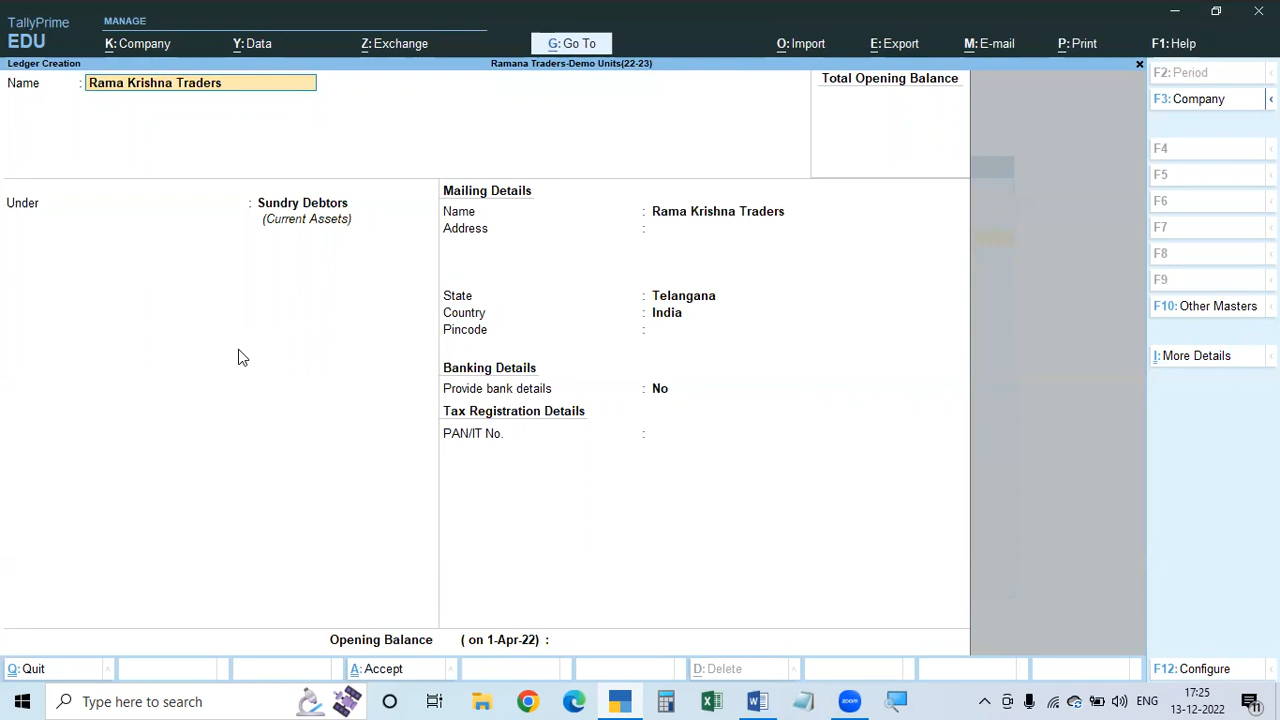 TallyPrime
EDU
MANAGE
K: Company
Y: Data
Z: Exchange
G: Go To
O: Import
E: Export
M: E-mail
P: Print
F1: Help
Ledger Creation
Ramana Traders-Demo Units(22-23)
Name : Rama Krishna Traders
Total Opening Balance
Under : Sundry Debtors
(Current Assets)
Mailing Details
Name : Rama Krishna Traders
Address :
State : Telangana
Country : India
Pincode :
Banking Details
Provide bank details : No
Tax Registration Details
PAN/IT No. :
Opening Balance ( on 1-Apr-22) :
F2: Period
F3: Company
F4
F5
F6
F7
F8
F9
F10: Other Masters
I: More Details
Q: Quit
A: Accept
D: Delete
F12: Configure
Type here to search
ENG
17:25
13-12-2022
zoom
11